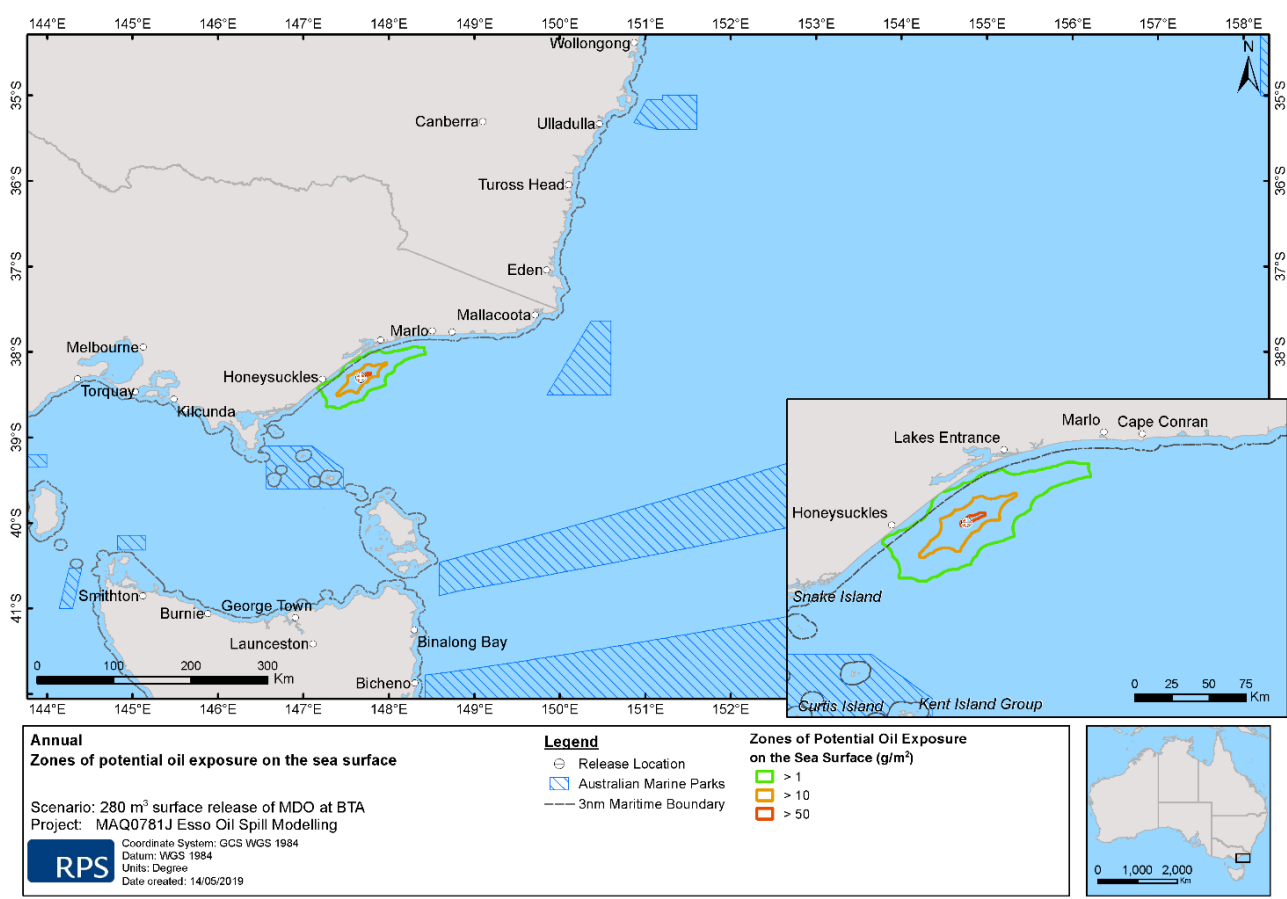 144°E 145°E 146°E 147°E 148°E 149°E 150°E 151°E 152°E 153°E 154°E 155°E 156°E 157°E 158°E
Wollongong
N
35°S
35°S
Canberra
Ulladulla
36°S
Tuross Head
36°S
37°S
Eden
37°S
Mallacoota
Marlo
38°S
Melbourne
38°S
Honeysuckles
Torquay
Kilcunda
39°S
40°S
41°S
Smithton
Burnie
George Town
Launceston
Binalong Bay
Bicheno
0 100 200 300
Km
144°E 145°E 146°E 147°E 148°E 149°E 150°E 151°E 152°E
Marlo
Cape Conran
Lakes Entrance
Honeysuckles
Snake Island
Curtis Island
Kent Island Group
0 25 50 75
Km
Annual
Zones of potential oil exposure on the sea surface
Scenario: 280 m³ surface release of MDO at BTA
Project: MAQ0781J Esso Oil Spill Modelling
RPS
Coordinate System: GCS WGS 1984
Datum: WGS 1984
Units: Degree
Date created: 14/05/2019
Legend
Release Location
Australian Marine Parks
3nm Maritime Boundary
Zones of Potential Oil Exposure
on the Sea Surface (g/m²)
> 1
> 10
> 50
0 1,000 2,000
Km